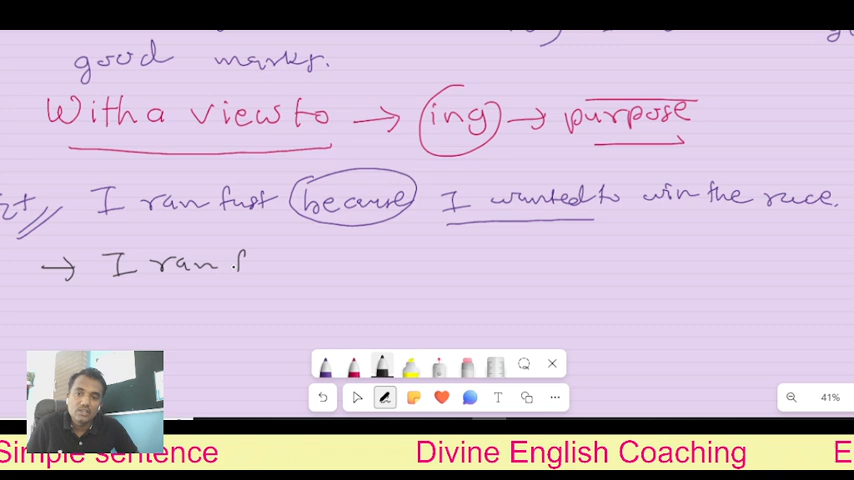 good marks.
With a view to → ing → purpose
I ran fast because I wanted to win the race.
→ I ran f
41%
Simple sentence Divine English Coaching E